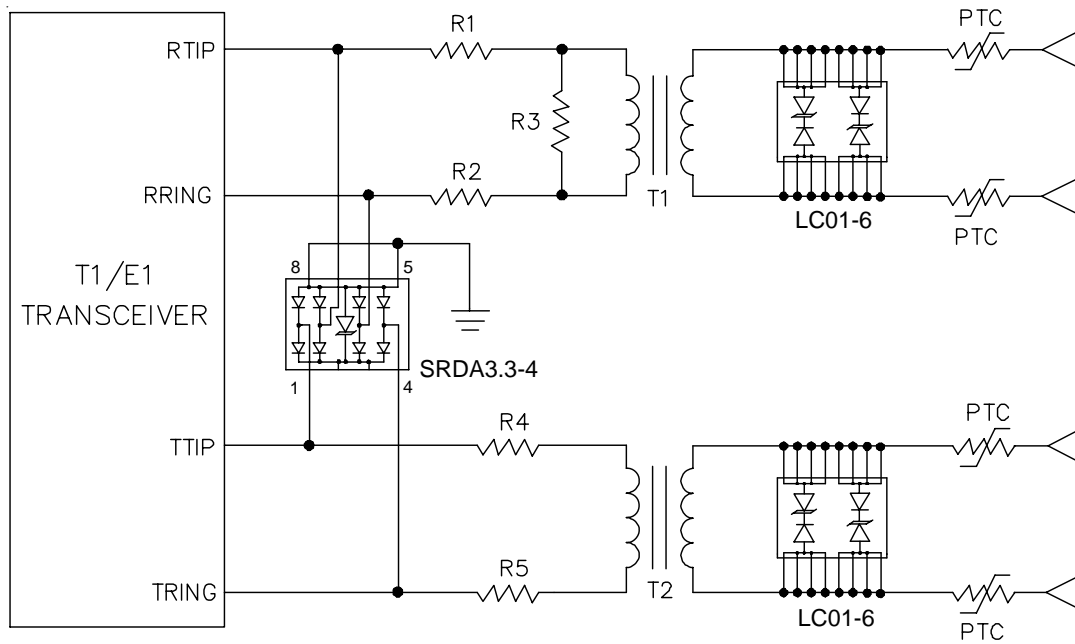 PTC
RTIP
R1
R3
RRING
R2
T1
LC01-6
PTC
T1/E1
TRANSCEIVER
8
5
SRDA3.3-4
1
4
PTC
TTIP
R4
TRING
R5
T2
LC01-6
PTC